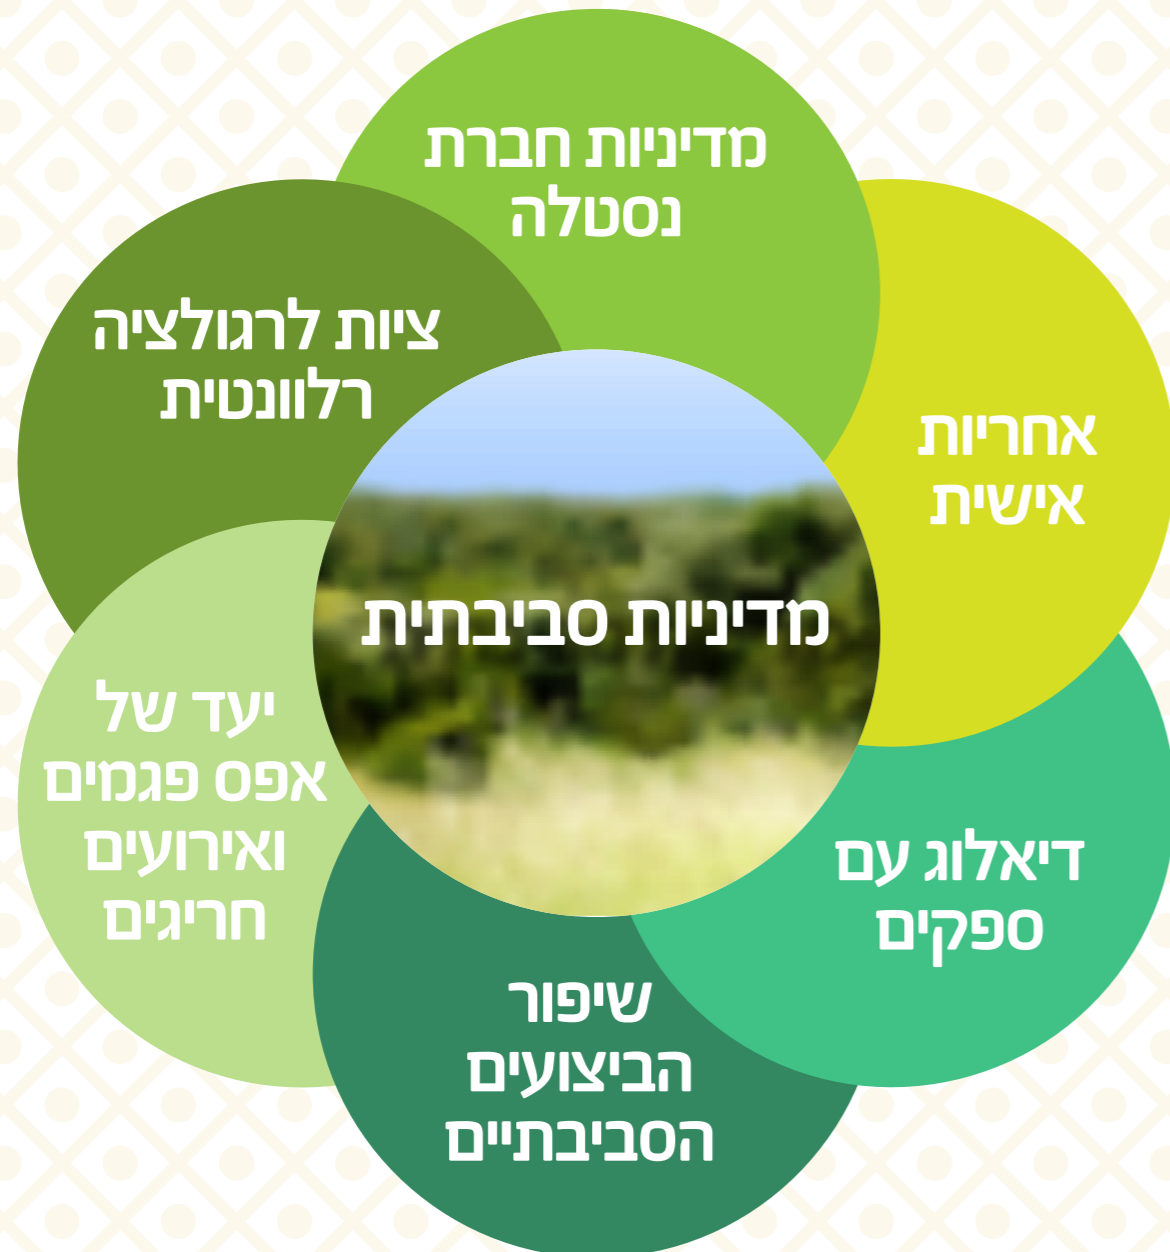 מדיניות חברת
נסטלה
אחריות
אישית
דיאלוג עם
ספקים
שיפור
הביצועים
הסביבתיים
יעד של
אפס פגמים
ואירועים
חריגים
ציות לרגולציה
רלוונטית
מדיניות סביבתית